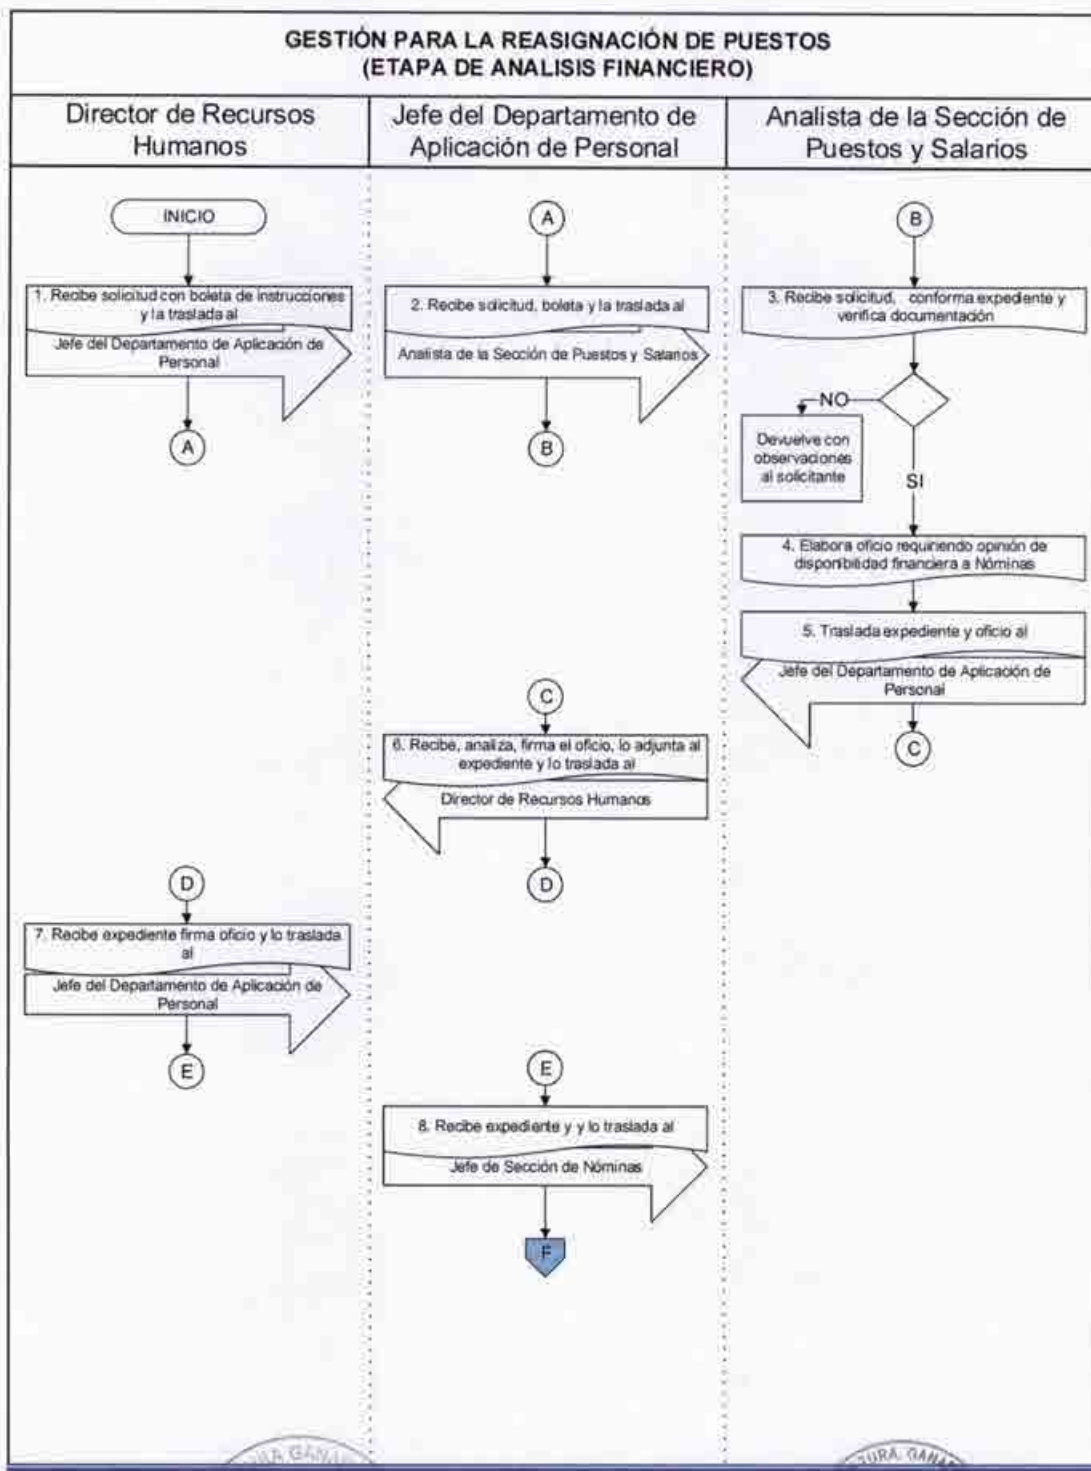 GESTIÓN PARA LA REASIGNACIÓN DE PUESTOS
(ETAPA DE ANALISIS FINANCIERO)
Director de Recursos
Humanos
Jefe del Departamento de
Aplicación de Personal
Analista de la Sección de
Puestos y Salarios
INICIO
1. Recibe solicitud con boleta de instrucciones
y la traslada al
Jefe del Departamento de Aplicación de
Personal
A
A
2. Recibe solicitud, boleta y la traslada al
Analista de la Sección de Puestos y Salarios
B
B
3. Recibe solicitud, conforma expediente y
verifica documentación
NO
Devuelve con
observaciones
al solicitante
SI
4. Elabora oficio requiriendo opinión de
disponibilidad financiera a Nóminas
5. Traslada expediente y oficio al
Jefe del Departamento de Aplicación de
Personal
C
C
6. Recibe, analiza, firma el oficio, lo adjunta al
expediente y lo traslada al
Director de Recursos Humanos
D
D
7. Recibe expediente firma oficio y lo traslada
al
Jefe del Departamento de Aplicación de
Personal
E
E
8. Recibe expediente y y lo traslada al
Jefe de Sección de Nóminas
F